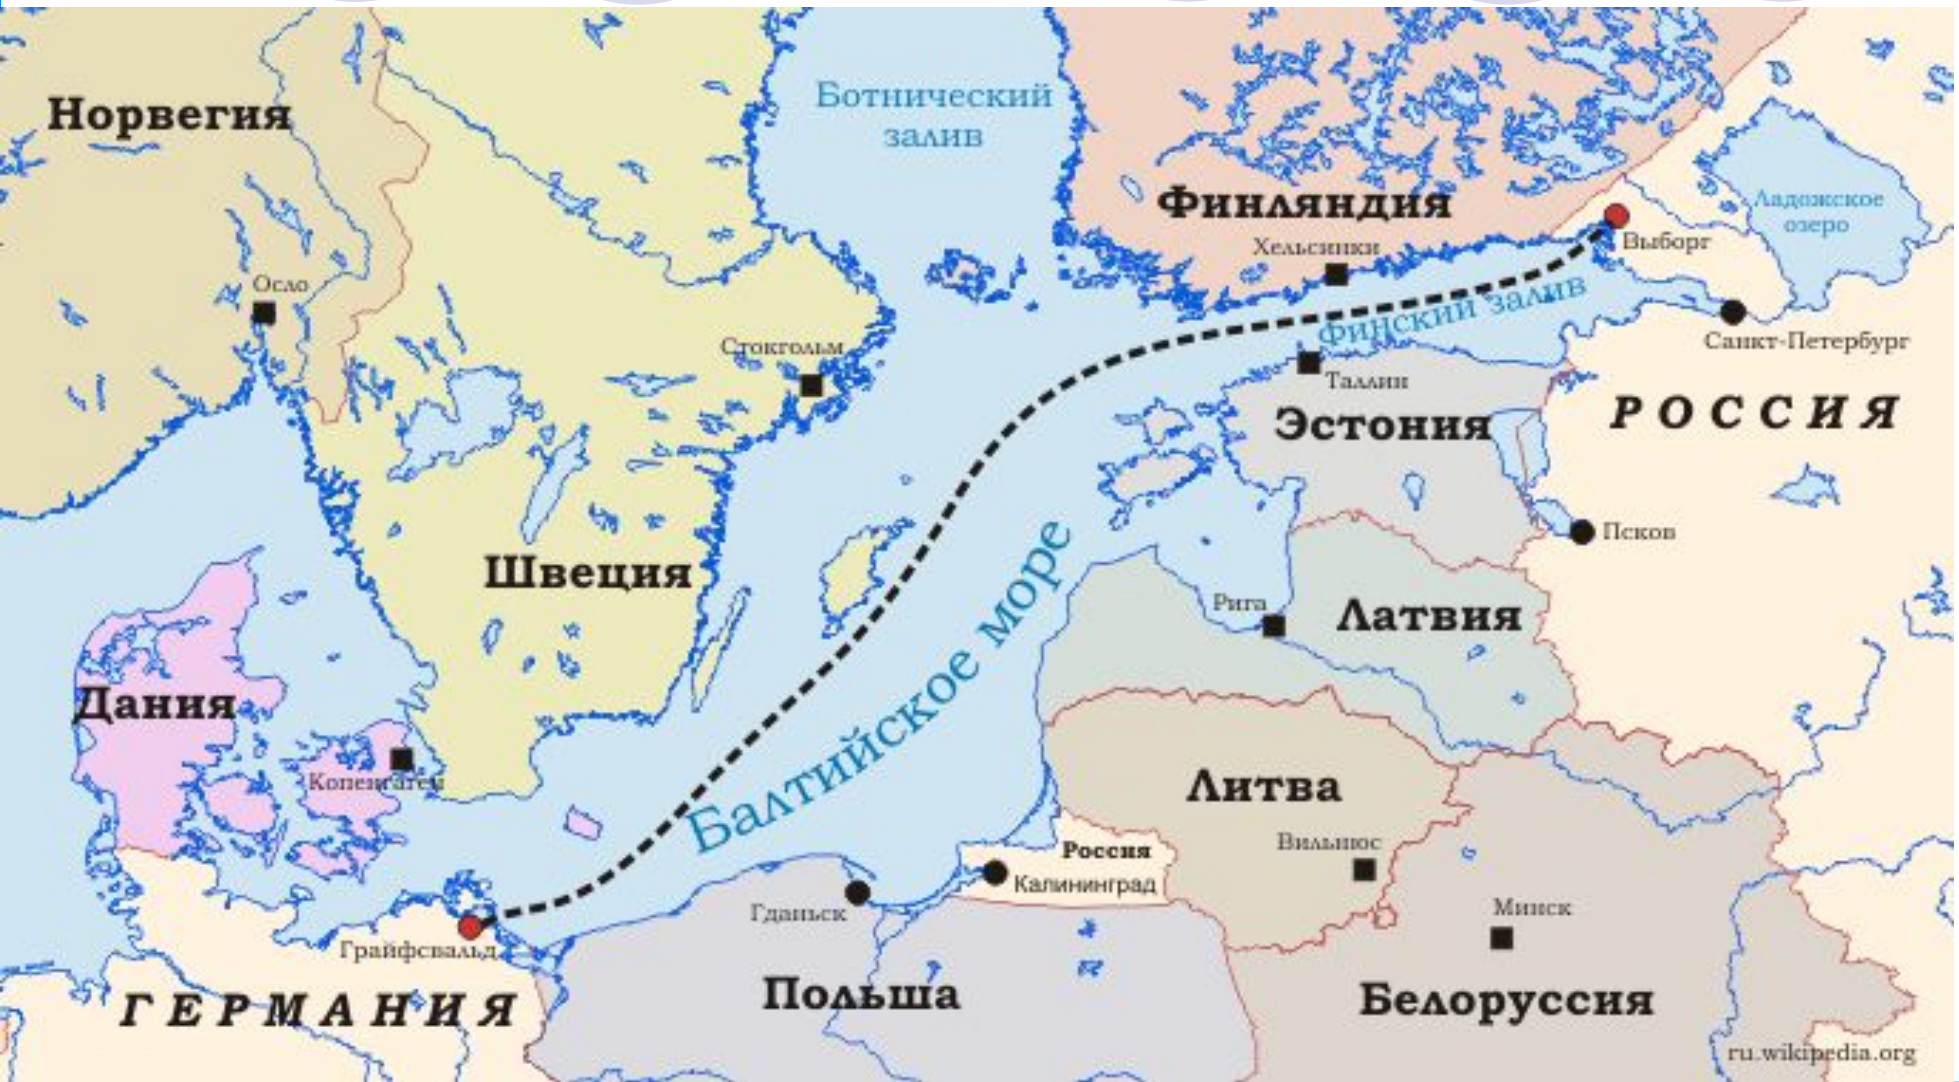 Ботнический
залив
Норвегия
Финляндия
Ладожское
озеро
Хельсинки
Выборг
Осло
Финский залив
Санкт-Петербург
Стокгольм
Таллин
РОССИЯ
Эстония
Псков
Швеция
Балтийское море
Рига
Латвия
Дания
Копенгаген
Литва
Вильнюс
Россия
Калининград
Гданьск
Минск
Грайфсвальд
ГЕРМАНИЯ
Польша
Белоруссия
ru.wikipedia.org